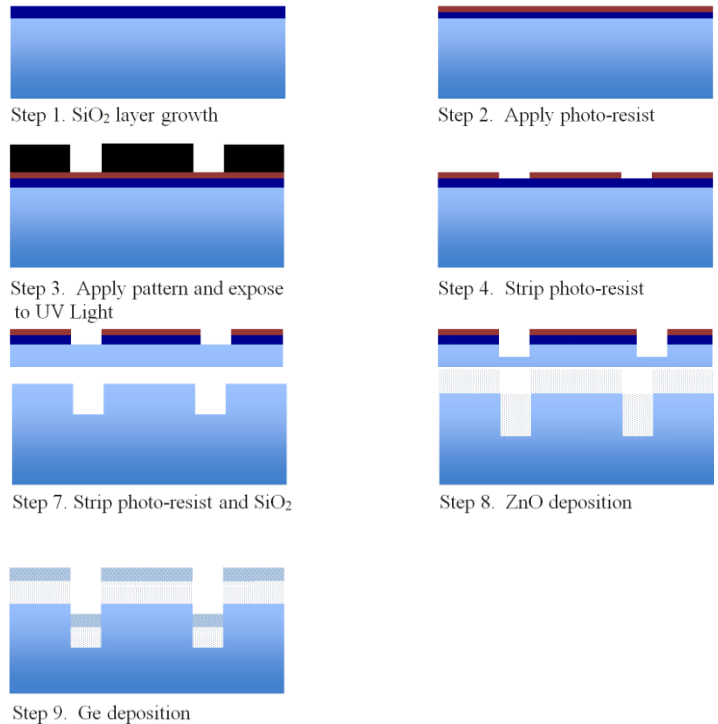 Step 1. SiO₂ layer growth
Step 2. Apply photo-resist
Step 3. Apply pattern and expose
to UV Light
Step 4. Strip photo-resist
Step 7. Strip photo-resist and SiO₂
Step 8. ZnO deposition
Step 9. Ge deposition